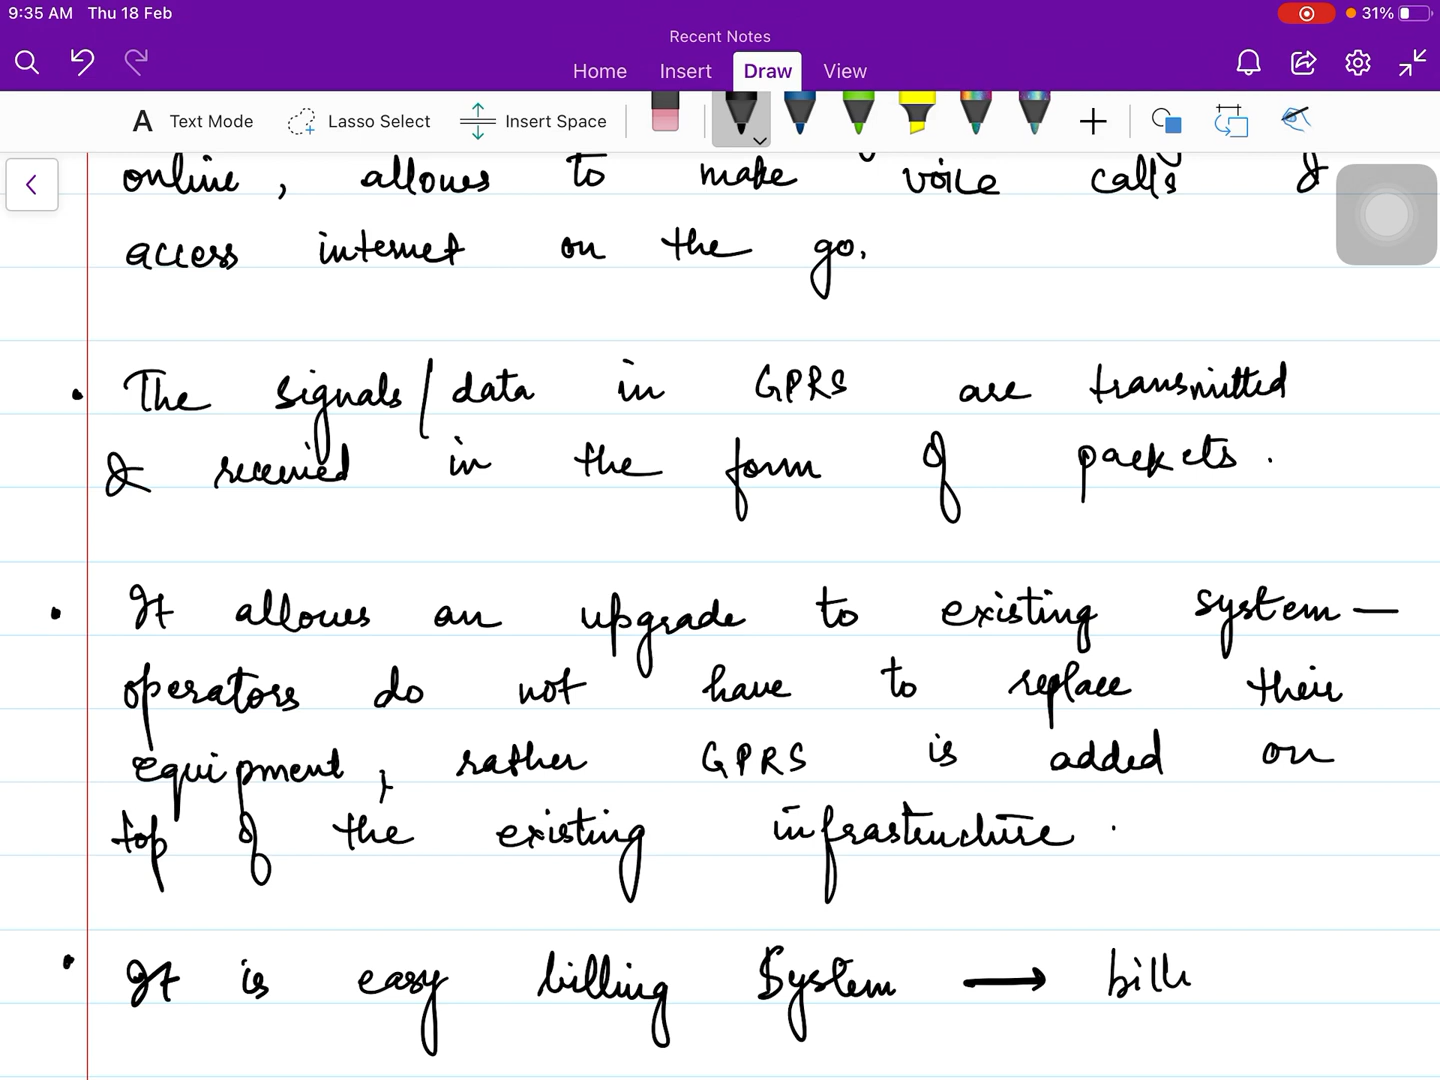 9:35 AM Thu 18 Feb
31%
Recent Notes
Home Insert Draw View
A Text Mode Lasso Select Insert Space
online, allows to make voice calls &
access internet on the go.
• The signals/data in GPRS are transmitted
& received in the form of packets.
• It allows an upgrade to existing system —
operators do not have to replace their
equipment, rather GPRS is added on
top of the existing infrastructure.
• It is easy billing System → bill